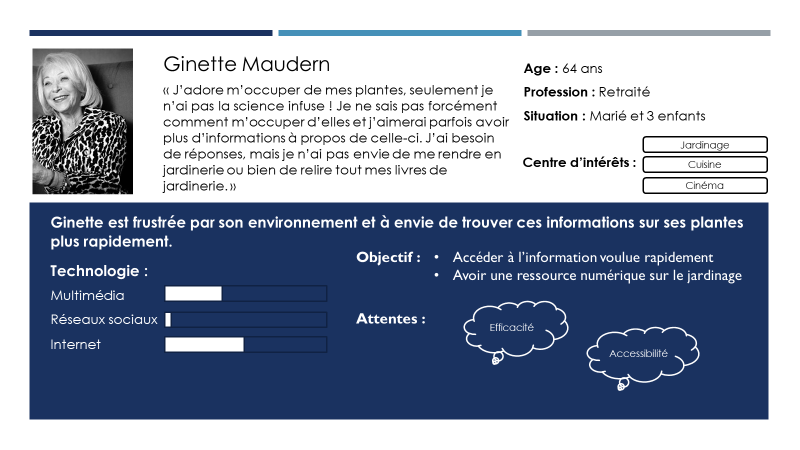 Ginette Maudern
« J'adore m'occuper de mes plantes, seulement je
n'ai pas la science infuse ! Je ne sais pas forcément
comment m'occuper d'elles et j'aimerai parfois avoir
plus d'informations à propos de celle-ci. J'ai besoin
de réponses, mais je n'ai pas envie de me rendre en
jardinerie ou bien de relire tout mes livres de
jardinerie. »
Age : 64 ans
Profession : Retraité
Situation : Marié et 3 enfants
Centre d'intérêts :
Jardinage
Cuisine
Cinéma
Ginette est frustrée par son environnement et à envie de trouver ces informations sur ses plantes
plus rapidement.
Technologie :
Multimédia
Réseaux sociaux
Internet
Objectif :
• Accéder à l'information voulue rapidement
• Avoir une ressource numérique sur le jardinage
Attentes :
Efficacité
Accessibilité